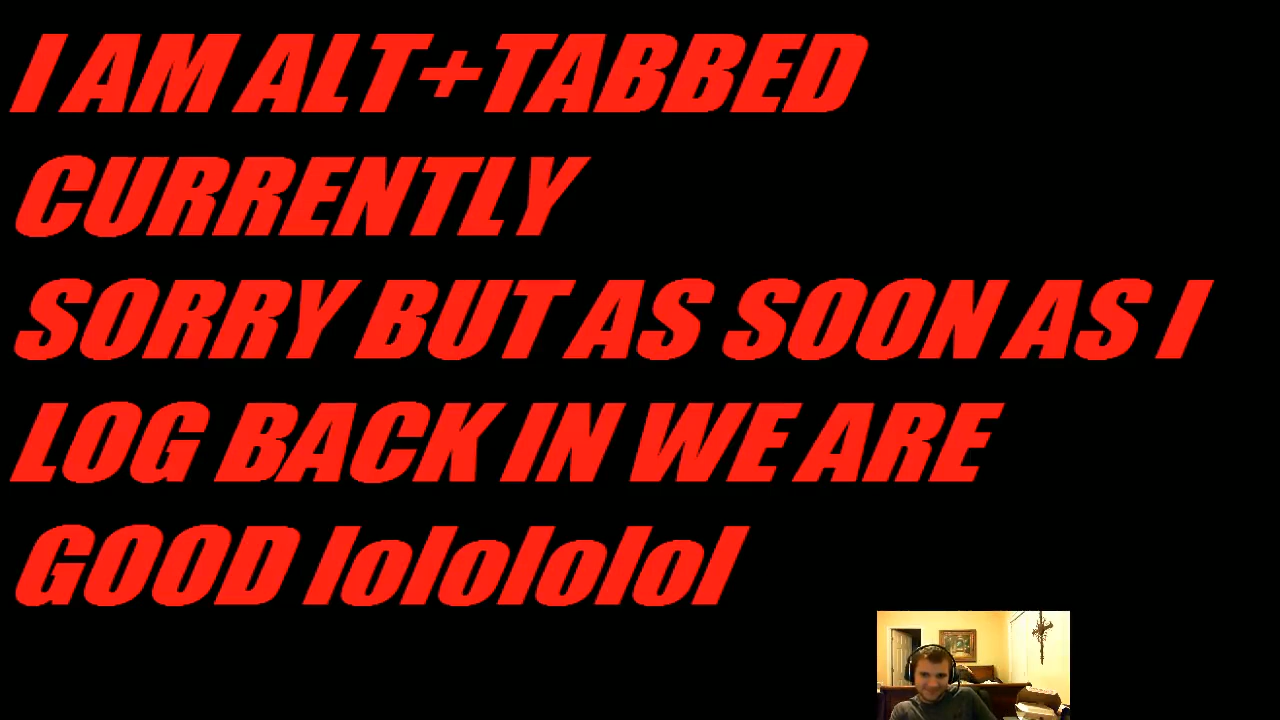 I AM ALT+TABBED
CURRENTLY
SORRY BUT AS SOON AS I
LOG BACK IN WE ARE
GOOD lolololol